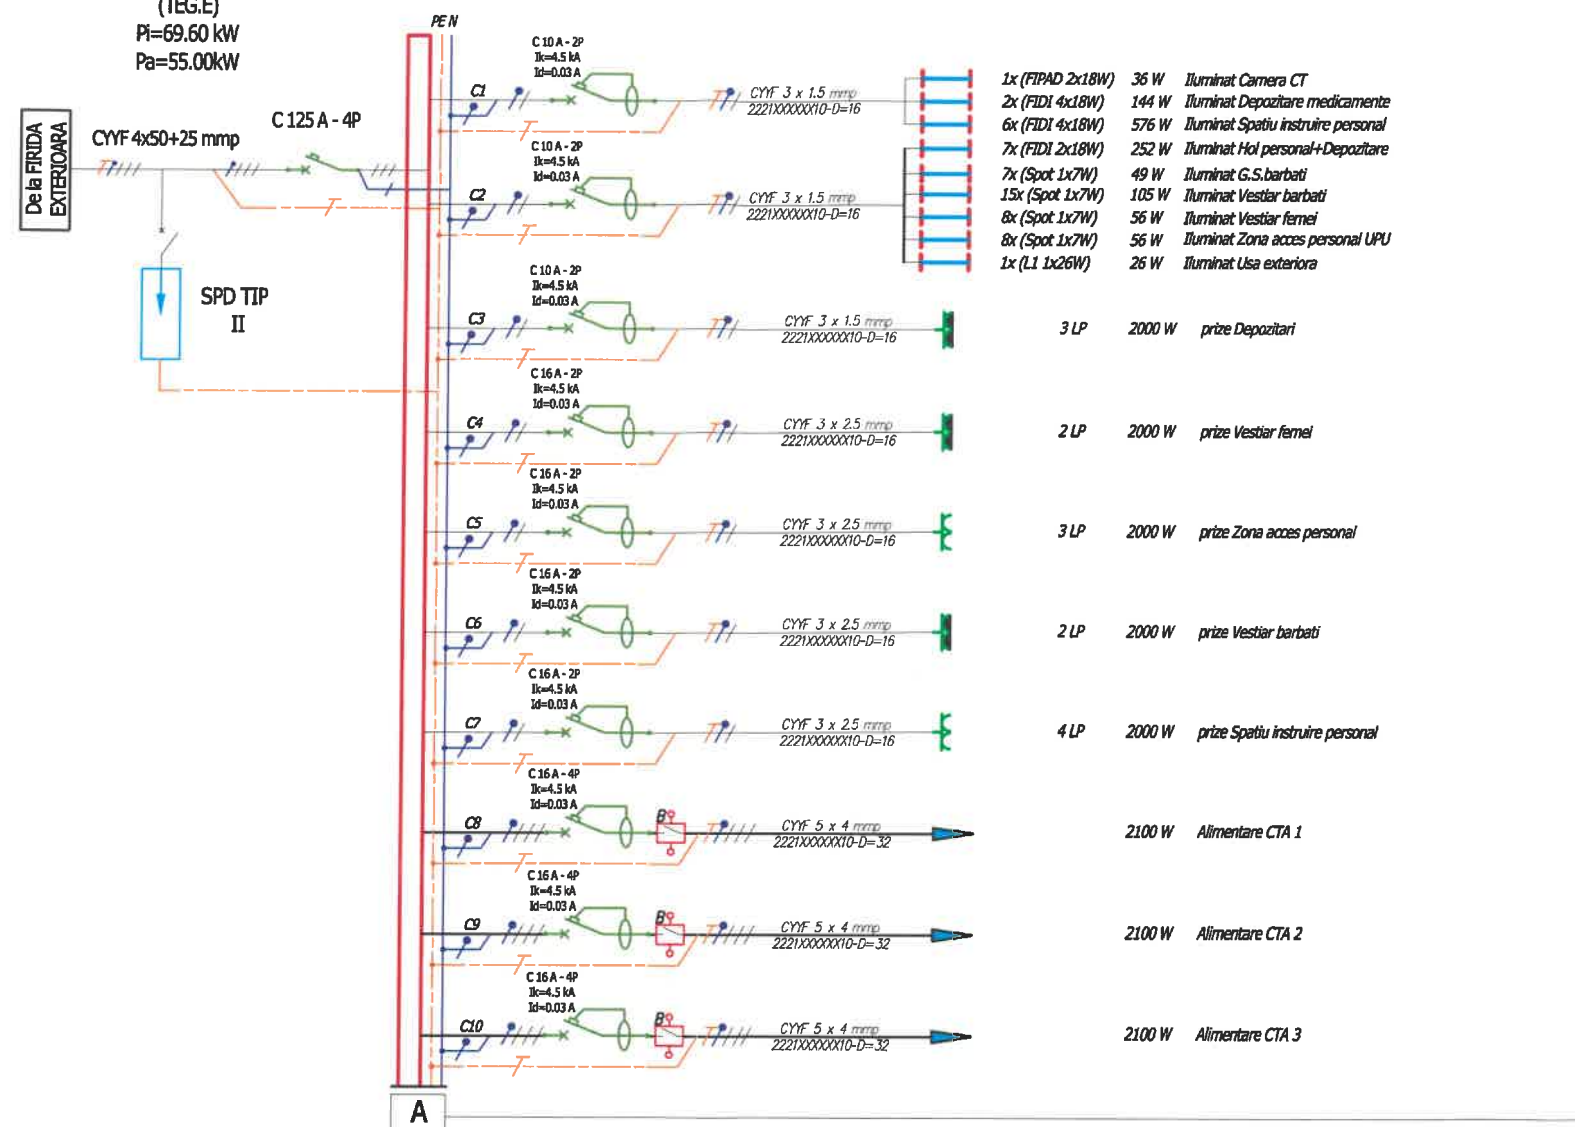 (TEG.E)
Pi=69.60 kW
Pa=55.00kW
De la FIRIDA
EXTERIOARA
CYYF 4x50+25 mmp
C 125 A - 4P
SPD TIP
II
PE N
C1
C 10 A - 2P
Ik=4.5 kA
Id=0.03 A
CYYF 3 x 1.5 mmp
2221XXXXXX10-D=16
1x (FIPAD 2x18W) 36 W Iluminat Camera CT
2x (FIDI 4x18W) 144 W Iluminat Depozitare medicamente
6x (FIDI 4x18W) 576 W Iluminat Spatiu instruire personal
C2
C 10 A - 2P
Ik=4.5 kA
Id=0.03 A
CYYF 3 x 1.5 mmp
2221XXXXXX10-D=16
7x (FIDI 2x18W) 252 W Iluminat Hol personal+Depozitare
7x (Spot 1x7W) 49 W Iluminat G.S.barbati
15x (Spot 1x7W) 105 W Iluminat Vestiar barbati
8x (Spot 1x7W) 56 W Iluminat Vestiar femei
8x (Spot 1x7W) 56 W Iluminat Zona acces personal UPU
1x (L1 1x26W) 26 W Iluminat Usa exteriora
C3
C 10 A - 2P
Ik=4.5 kA
Id=0.03 A
CYYF 3 x 1.5 mmp
2221XXXXXX10-D=16
3 LP 2000 W prize Depozitari
C4
C 16 A - 2P
Ik=4.5 kA
Id=0.03 A
CYYF 3 x 2.5 mmp
2221XXXXXX10-D=16
2 LP 2000 W prize Vestiar femei
C5
C 16 A - 2P
Ik=4.5 kA
Id=0.03 A
CYYF 3 x 2.5 mmp
2221XXXXXX10-D=16
3 LP 2000 W prize Zona acces personal
C6
C 16 A - 2P
Ik=4.5 kA
Id=0.03 A
CYYF 3 x 2.5 mmp
2221XXXXXX10-D=16
2 LP 2000 W prize Vestiar barbati
C7
C 16 A - 2P
Ik=4.5 kA
Id=0.03 A
CYYF 3 x 2.5 mmp
2221XXXXXX10-D=16
4 LP 2000 W prize Spatiu instruire personal
C8
C 16 A - 4P
Ik=4.5 kA
Id=0.03 A
B
CYYF 5 x 4 mmp
2221XXXXXX10-D=32
2100 W Alimentare CTA 1
C9
C 16 A - 4P
Ik=4.5 kA
Id=0.03 A
B
CYYF 5 x 4 mmp
2221XXXXXX10-D=32
2100 W Alimentare CTA 2
C10
C 16 A - 4P
Ik=4.5 kA
Id=0.03 A
B
CYYF 5 x 4 mmp
2221XXXXXX10-D=32
2100 W Alimentare CTA 3
A